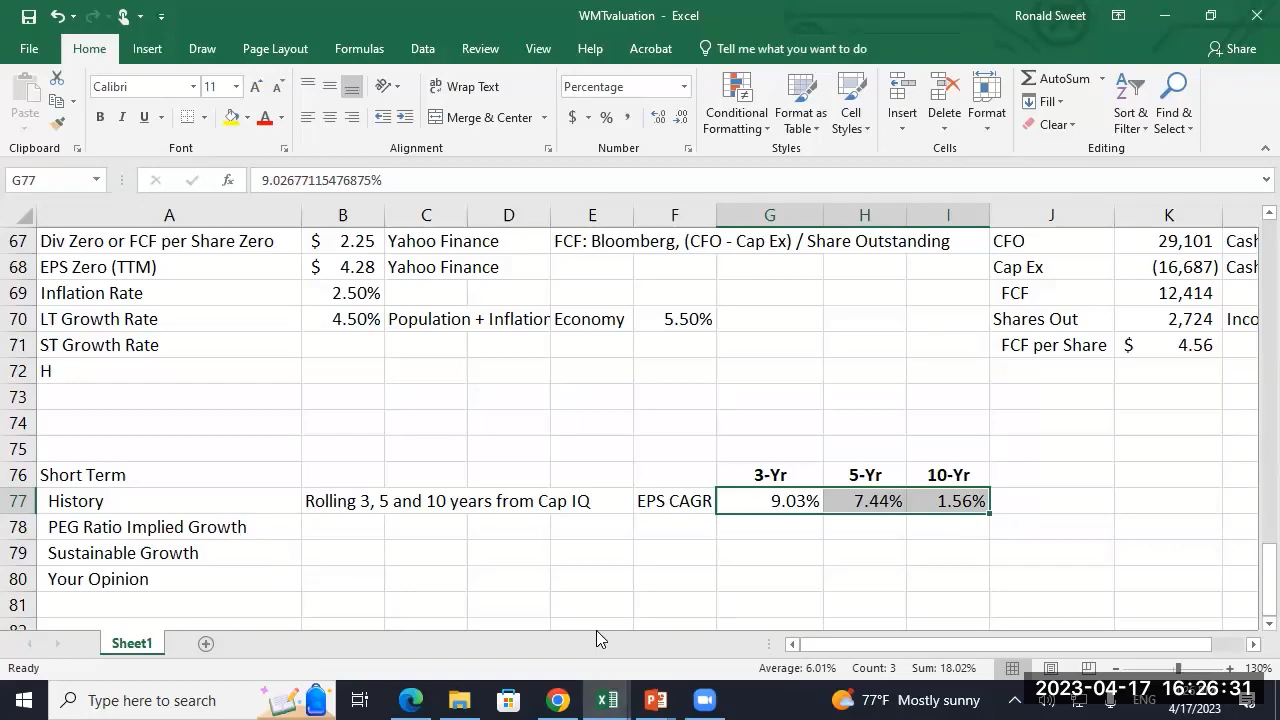 WMTvaluation - Excel
Ronald Sweet
File Home Insert Draw Page Layout Formulas Data Review View Help Acrobat Tell me what you want to do Share
Paste
Calibri 11
Wrap Text
Percentage
Conditional Formatting
Format as Table
Cell Styles
Insert Delete Format
AutoSum
Fill
Clear
Sort & Filter
Find & Select
B I U
Merge & Center
$ % ,
Clipboard Font Alignment Number Styles Cells Editing
G77 fx 9.02677115476875%
A B C D E F G H I J K
67 Div Zero or FCF per Share Zero $ 2.25 Yahoo Finance FCF: Bloomberg, (CFO - Cap Ex) / Share Outstanding CFO 29,101 Cash
68 EPS Zero (TTM) $ 4.28 Yahoo Finance Cap Ex (16,687) Cash
69 Inflation Rate 2.50% FCF 12,414
70 LT Growth Rate 4.50% Population + Inflation Economy 5.50% Shares Out 2,724 Inco
71 ST Growth Rate FCF per Share $ 4.56
72 H
73
74
75
76 Short Term 3-Yr 5-Yr 10-Yr
77 History Rolling 3, 5 and 10 years from Cap IQ EPS CAGR 9.03% 7.44% 1.56%
78 PEG Ratio Implied Growth
79 Sustainable Growth
80 Your Opinion
81
Sheet1
Ready Average: 6.01% Count: 3 Sum: 18.02% 130%
Type here to search
77°F Mostly sunny
ENG
2023-04-17 16:26:31
4/17/2023